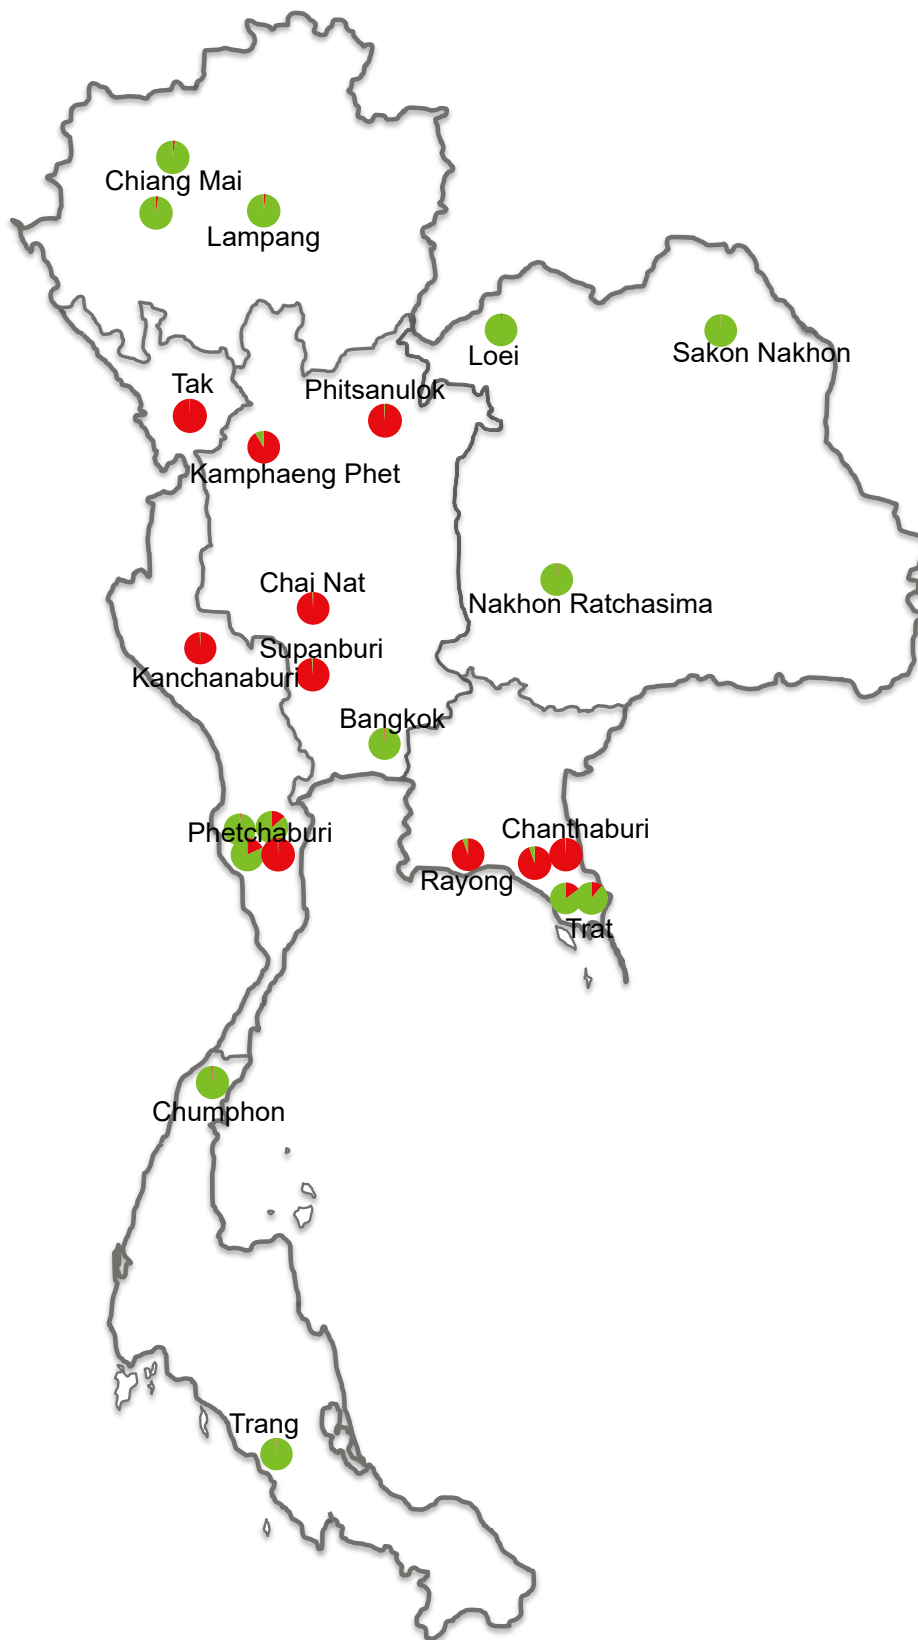 Chiang Mai
Lampang
Loei
Sakon Nakhon
Tak
Phitsanulok
Kamphaeng Phet
Chai Nat
Nakhon Ratchasima
Supanburi
Kanchanaburi
Bangkok
Phetchaburi
Chanthaburi
Rayong
Trat
Chumphon
Trang